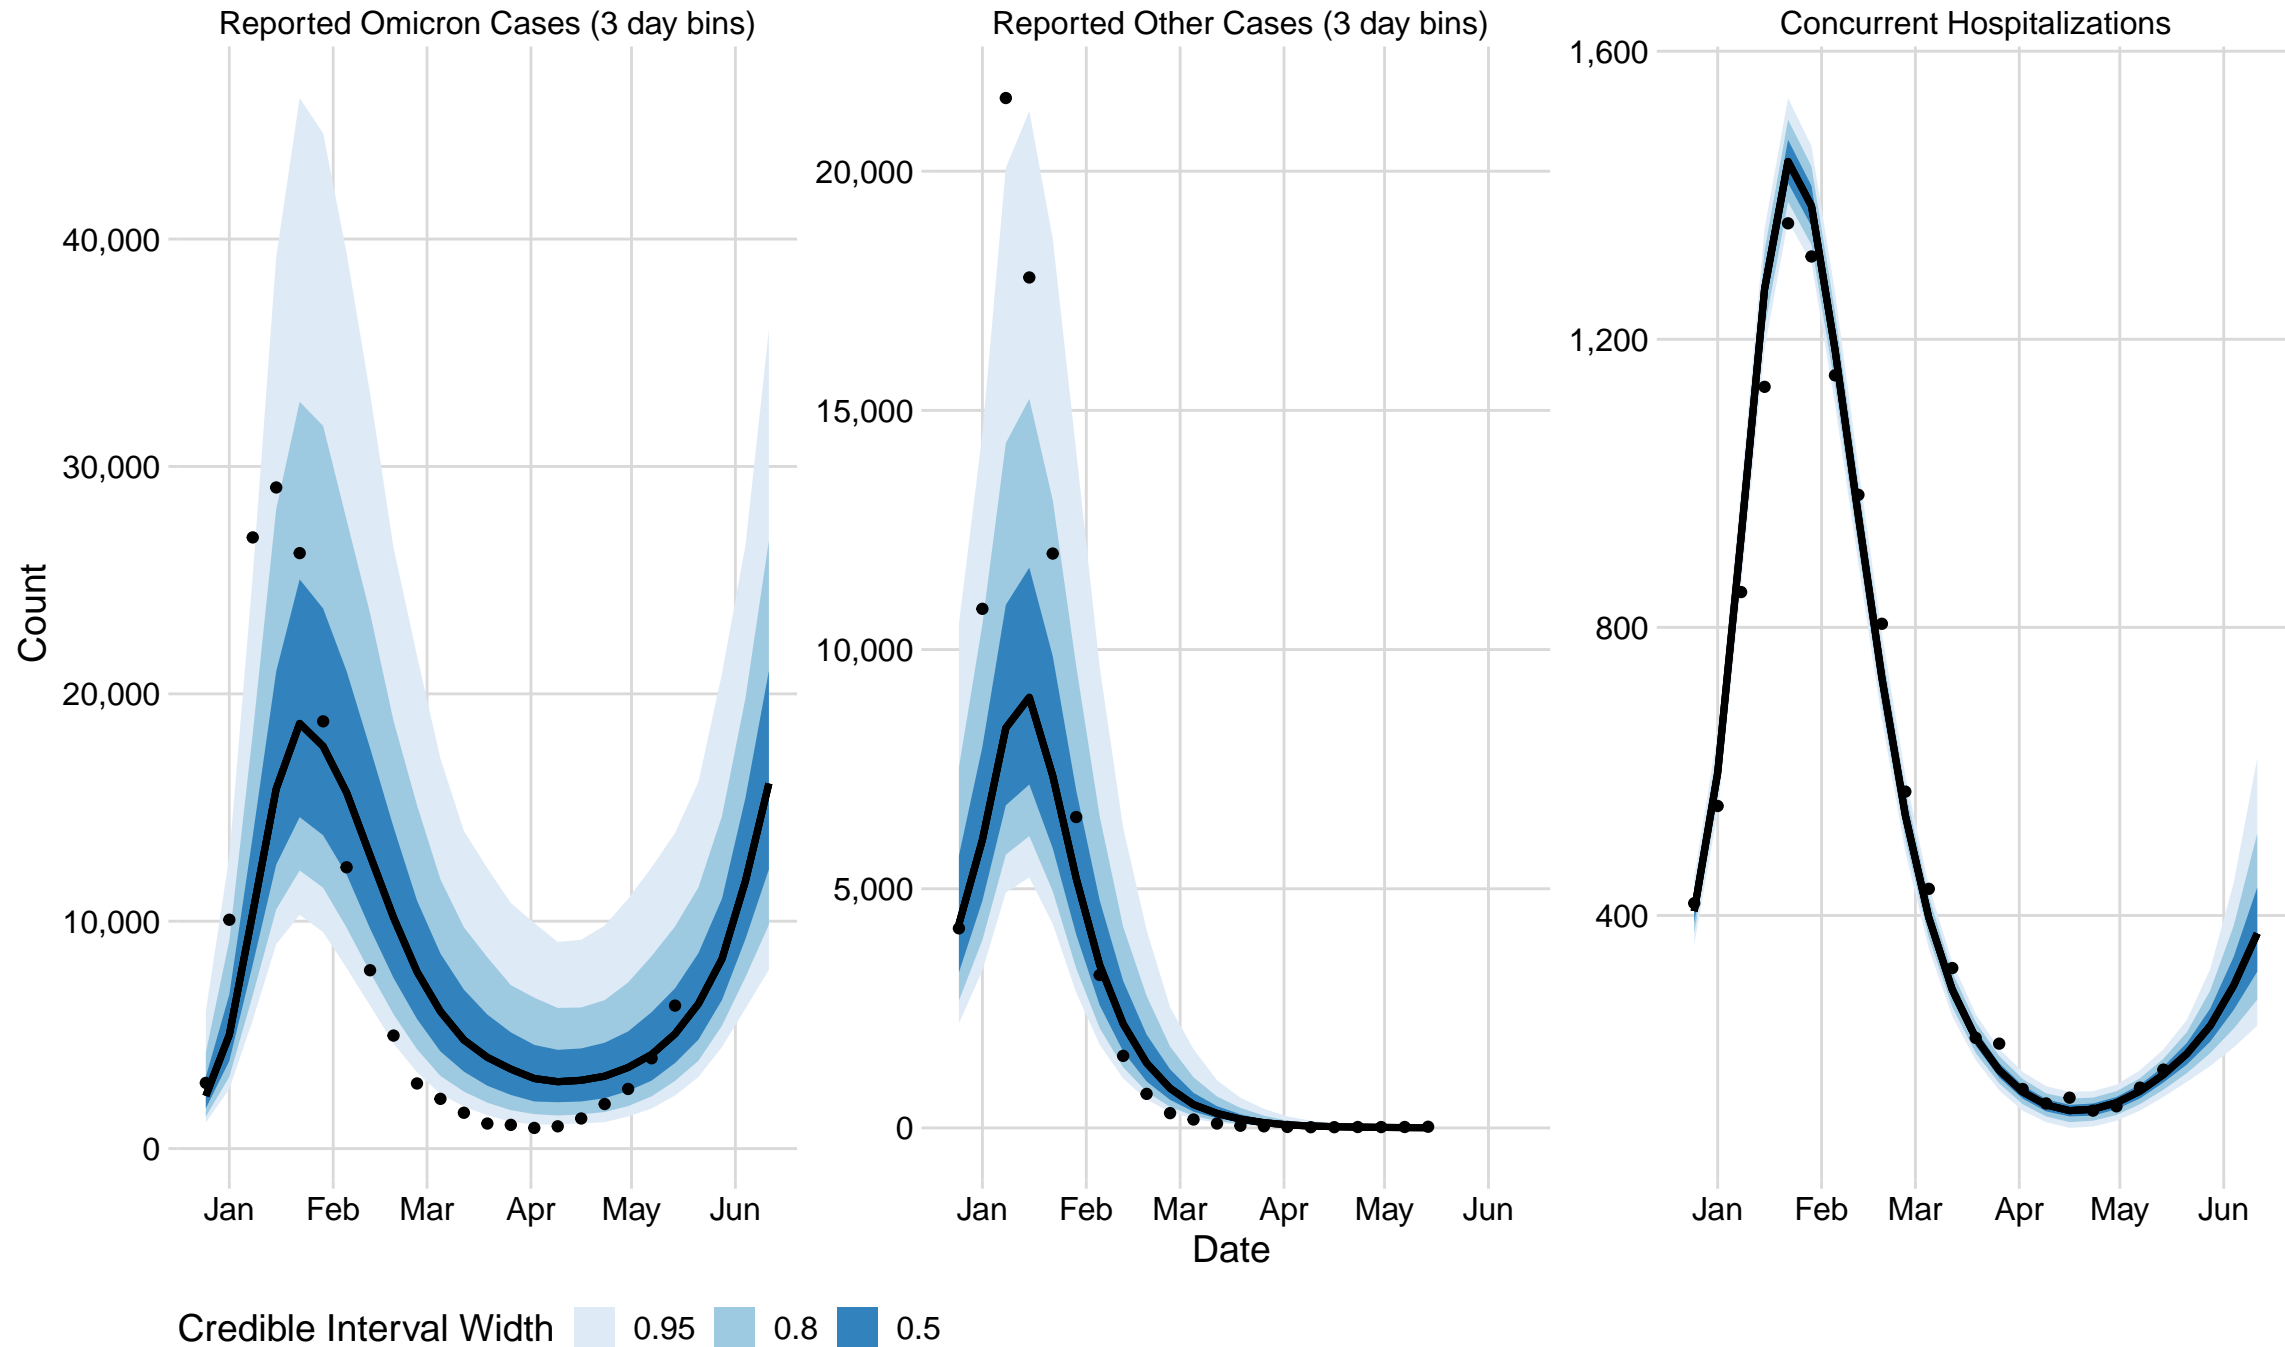 Reported Omicron Cases (3 day bins)
Reported Other Cases (3 day bins)
Concurrent Hospitalizations
Count
40,000
30,000
20,000
10,000
0
20,000
15,000
10,000
5,000
0
1,600
1,200
800
400
Jan Feb Mar Apr May Jun
Jan Feb Mar Apr May Jun
Jan Feb Mar Apr May Jun
Date
Credible Interval Width 0.95 0.8 0.5